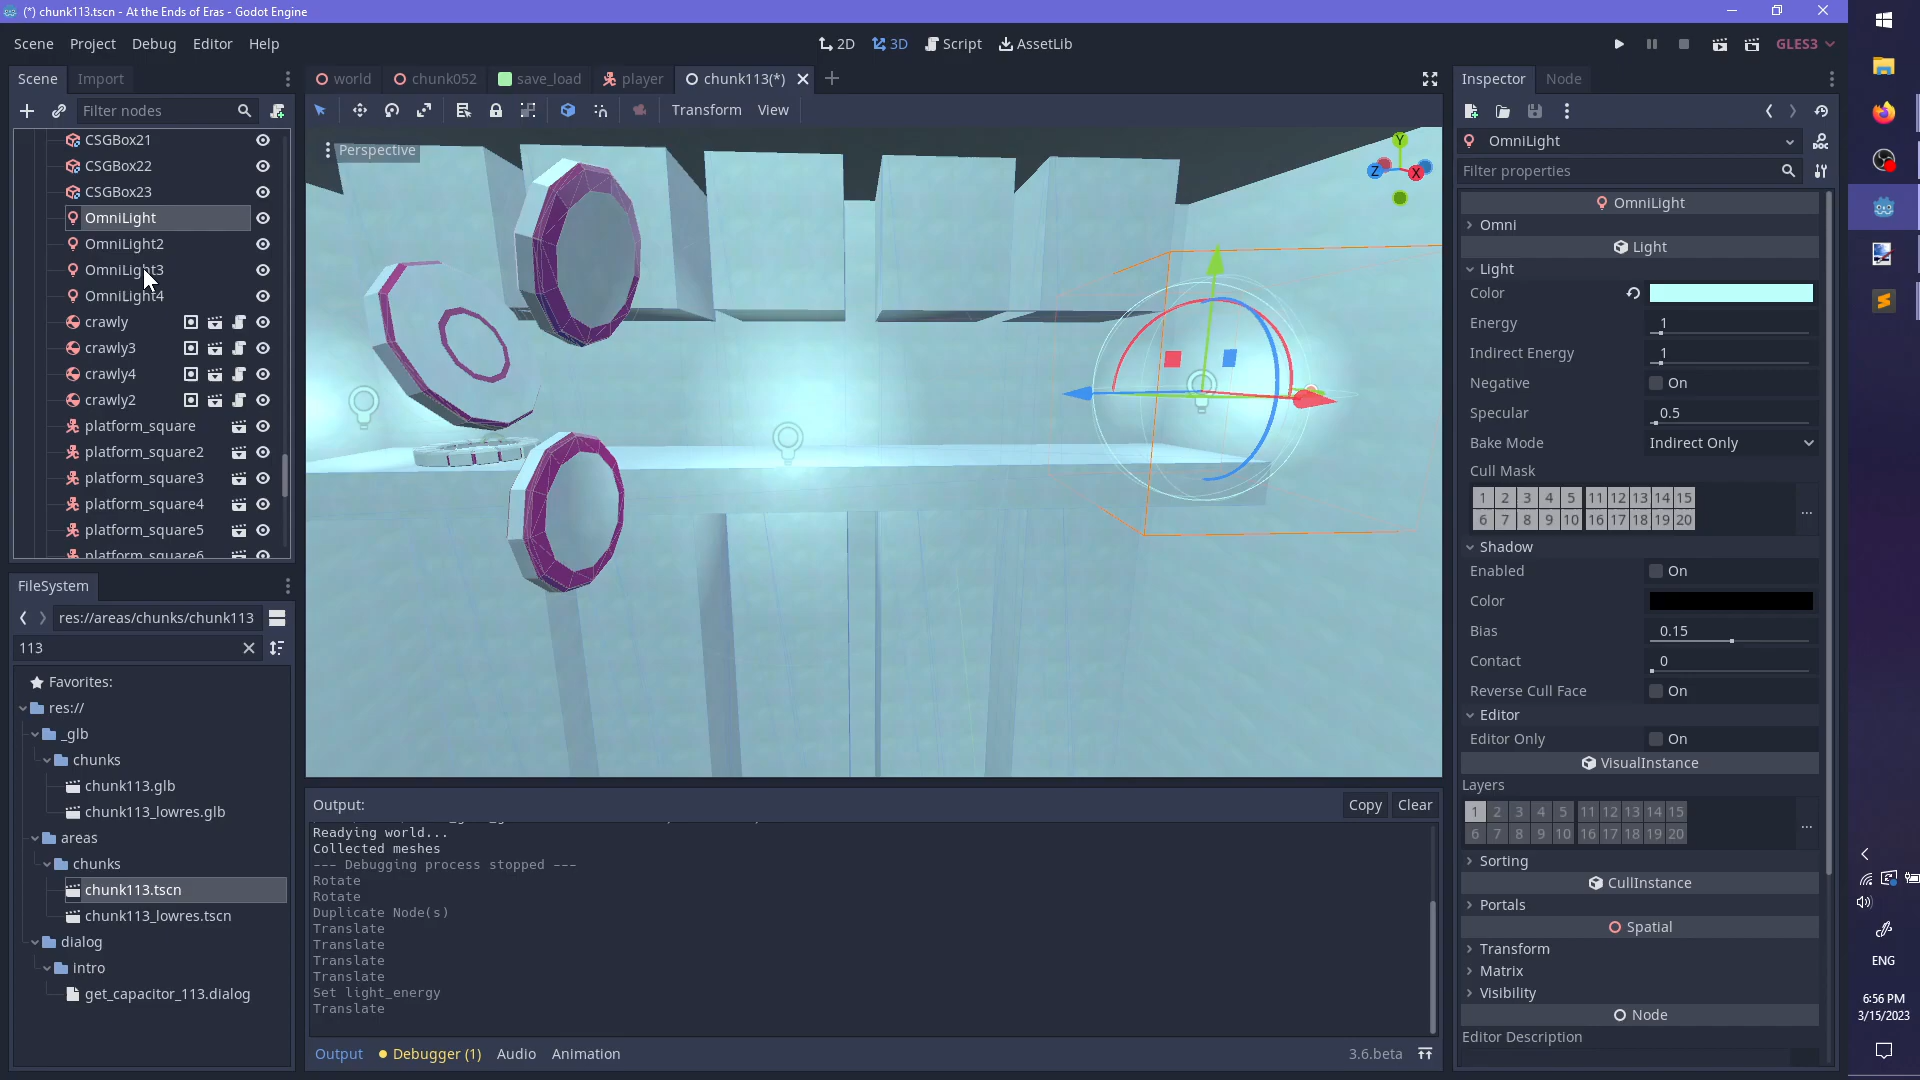 (*) chunk113.tscn - At the Ends of Eras - Godot Engine
Scene Project Debug Editor Help
2D 3D Script AssetLib
GLES3
Scene Import
world chunk052 save_load player chunk113(*)
Inspector Node
Filter nodes
Transform View
Perspective
Y
Z
X
CSGBox21
CSGBox22
CSGBox23
OmniLight
OmniLight2
OmniLight3
OmniLight4
crawly
crawly3
crawly4
crawly2
platform_square
platform_square2
platform_square3
platform_square4
platform_square5
platform_square6
FileSystem
res://areas/chunks/chunk113
113
Favorites:
res://
_glb
chunks
chunk113.glb
chunk113_lowres.glb
areas
chunks
chunk113.tscn
chunk113_lowres.tscn
dialog
intro
get_capacitor_113.dialog
Output:
Copy Clear
Readying world...
Collected meshes
--- Debugging process stopped ---
Rotate
Rotate
Duplicate Node(s)
Translate
Translate
Translate
Translate
Set light_energy
Translate
Output Debugger (1) Audio Animation
3.6.beta
OmniLight
DOC
Filter properties
OmniLight
Omni
Light
Light
Color
Energy 1
Indirect Energy 1
Negative On
Specular 0.5
Bake Mode Indirect Only
Cull Mask
1 2 3 4 5 11 12 13 14 15
6 7 8 9 10 16 17 18 19 20
...
Shadow
Enabled On
Color
Bias 0.15
Contact 0
Reverse Cull Face On
Editor
Editor Only On
VisualInstance
Layers
1 2 3 4 5 11 12 13 14 15
6 7 8 9 10 16 17 18 19 20
...
Sorting
CullInstance
Portals
Spatial
Transform
Matrix
Visibility
Node
Editor Description
ENG
6:56 PM
3/15/2023